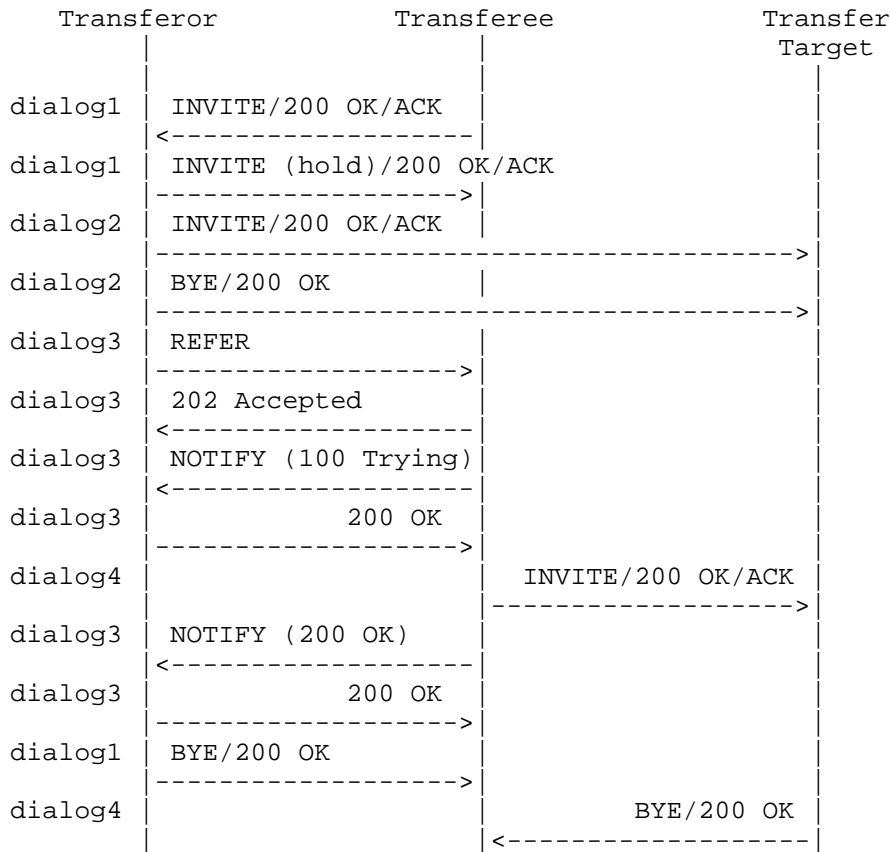 Transferor Transferee Transfer
Target
dialog1 INVITE/200 OK/ACK
dialog1 INVITE (hold)/200 OK/ACK
dialog2 INVITE/200 OK/ACK
dialog2 BYE/200 OK
dialog3 REFER
dialog3 202 Accepted
dialog3 NOTIFY (100 Trying)
dialog3 200 OK
dialog4 INVITE/200 OK/ACK
dialog3 NOTIFY (200 OK)
dialog3 200 OK
dialog1 BYE/200 OK
dialog4 BYE/200 OK